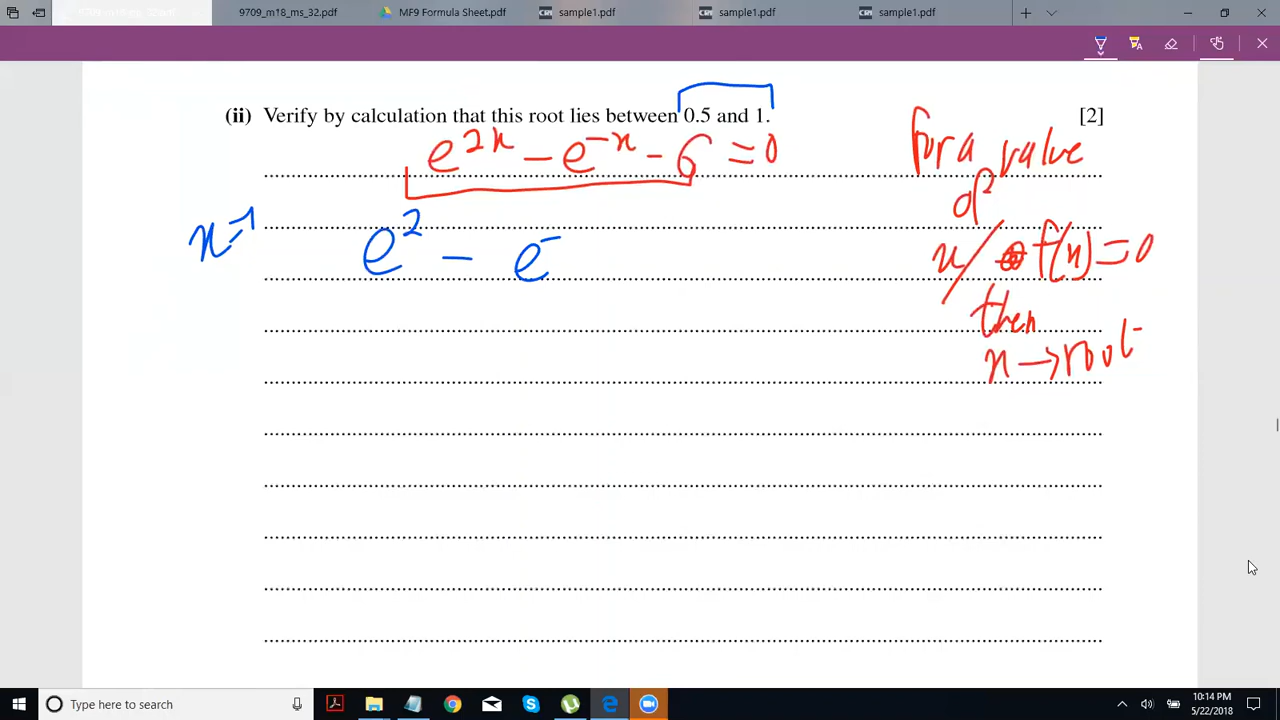 9709_m18_ms_32.pdf
MF9 Formula Sheet.pdf
sample1.pdf
sample1.pdf
sample1.pdf
(ii) Verify by calculation that this root lies between 0.5 and 1. [2]
e^{2x} - e^{-x} - 6 = 0
for a value
of
x / f(x) = 0
then
x → root
x=1
e^2 - e^-
Type here to search
10:14 PM
5/22/2018